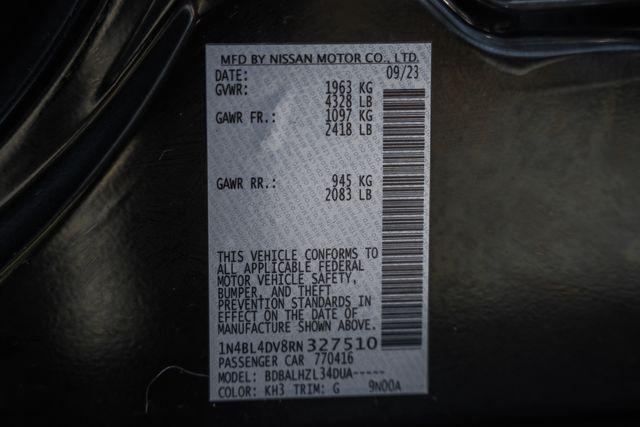 MFD BY NISSAN MOTOR CO., LTD.
DATE: 09/23
GVWR: 1963 KG
4328 LB
GAWR FR.: 1097 KG
2418 LB
GAWR RR.: 945 KG
2083 LB
THIS VEHICLE CONFORMS TO
ALL APPLICABLE FEDERAL
MOTOR VEHICLE SAFETY,
BUMPER, AND THEFT
PREVENTION STANDARDS IN
EFFECT ON THE DATE OF
MANUFACTURE SHOWN ABOVE.
1N4BL4DV8RN327510
PASSENGER CAR 770416
MODEL: BDBALHZL34DUA-----
COLOR: KH3 TRIM: G 9N00A